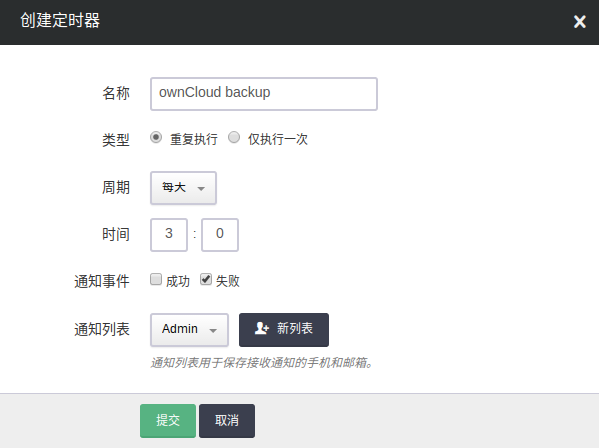 创建定时器
名称 ownCloud backup
类型 重复执行 仅执行一次
周期 每天
时间 3 : 0
通知事件 成功 失败
通知列表 Admin 新列表
通知列表用于保存接收通知的手机和邮箱。
提交 取消